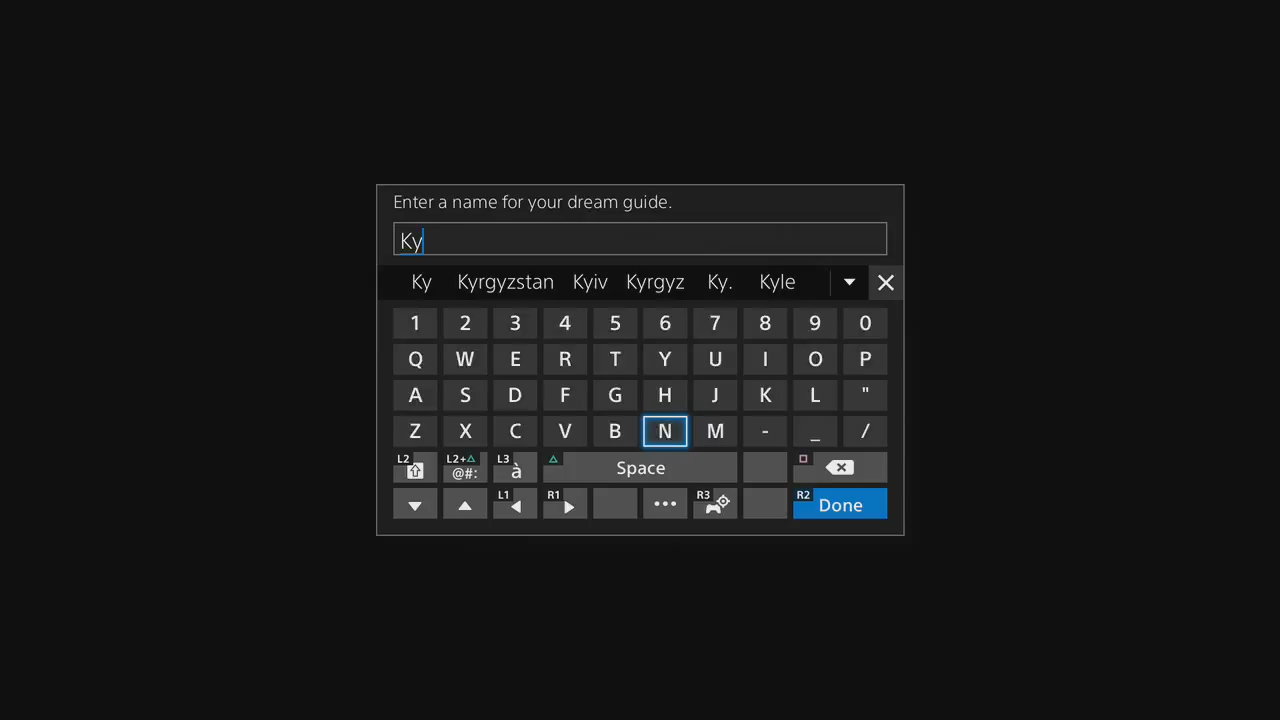 Enter a name for your dream guide.
Ky
Ky Kyrgyzstan Kyiv Kyrgyz Ky. Kyle
1 2 3 4 5 6 7 8 9 0
Q W E R T Y U I O P
A S D F G H J K L "
Z X C V B N M - _ /
L2 L2+△ @#: L3 à △ Space □
L1 R1 ••• R3 R2 Done